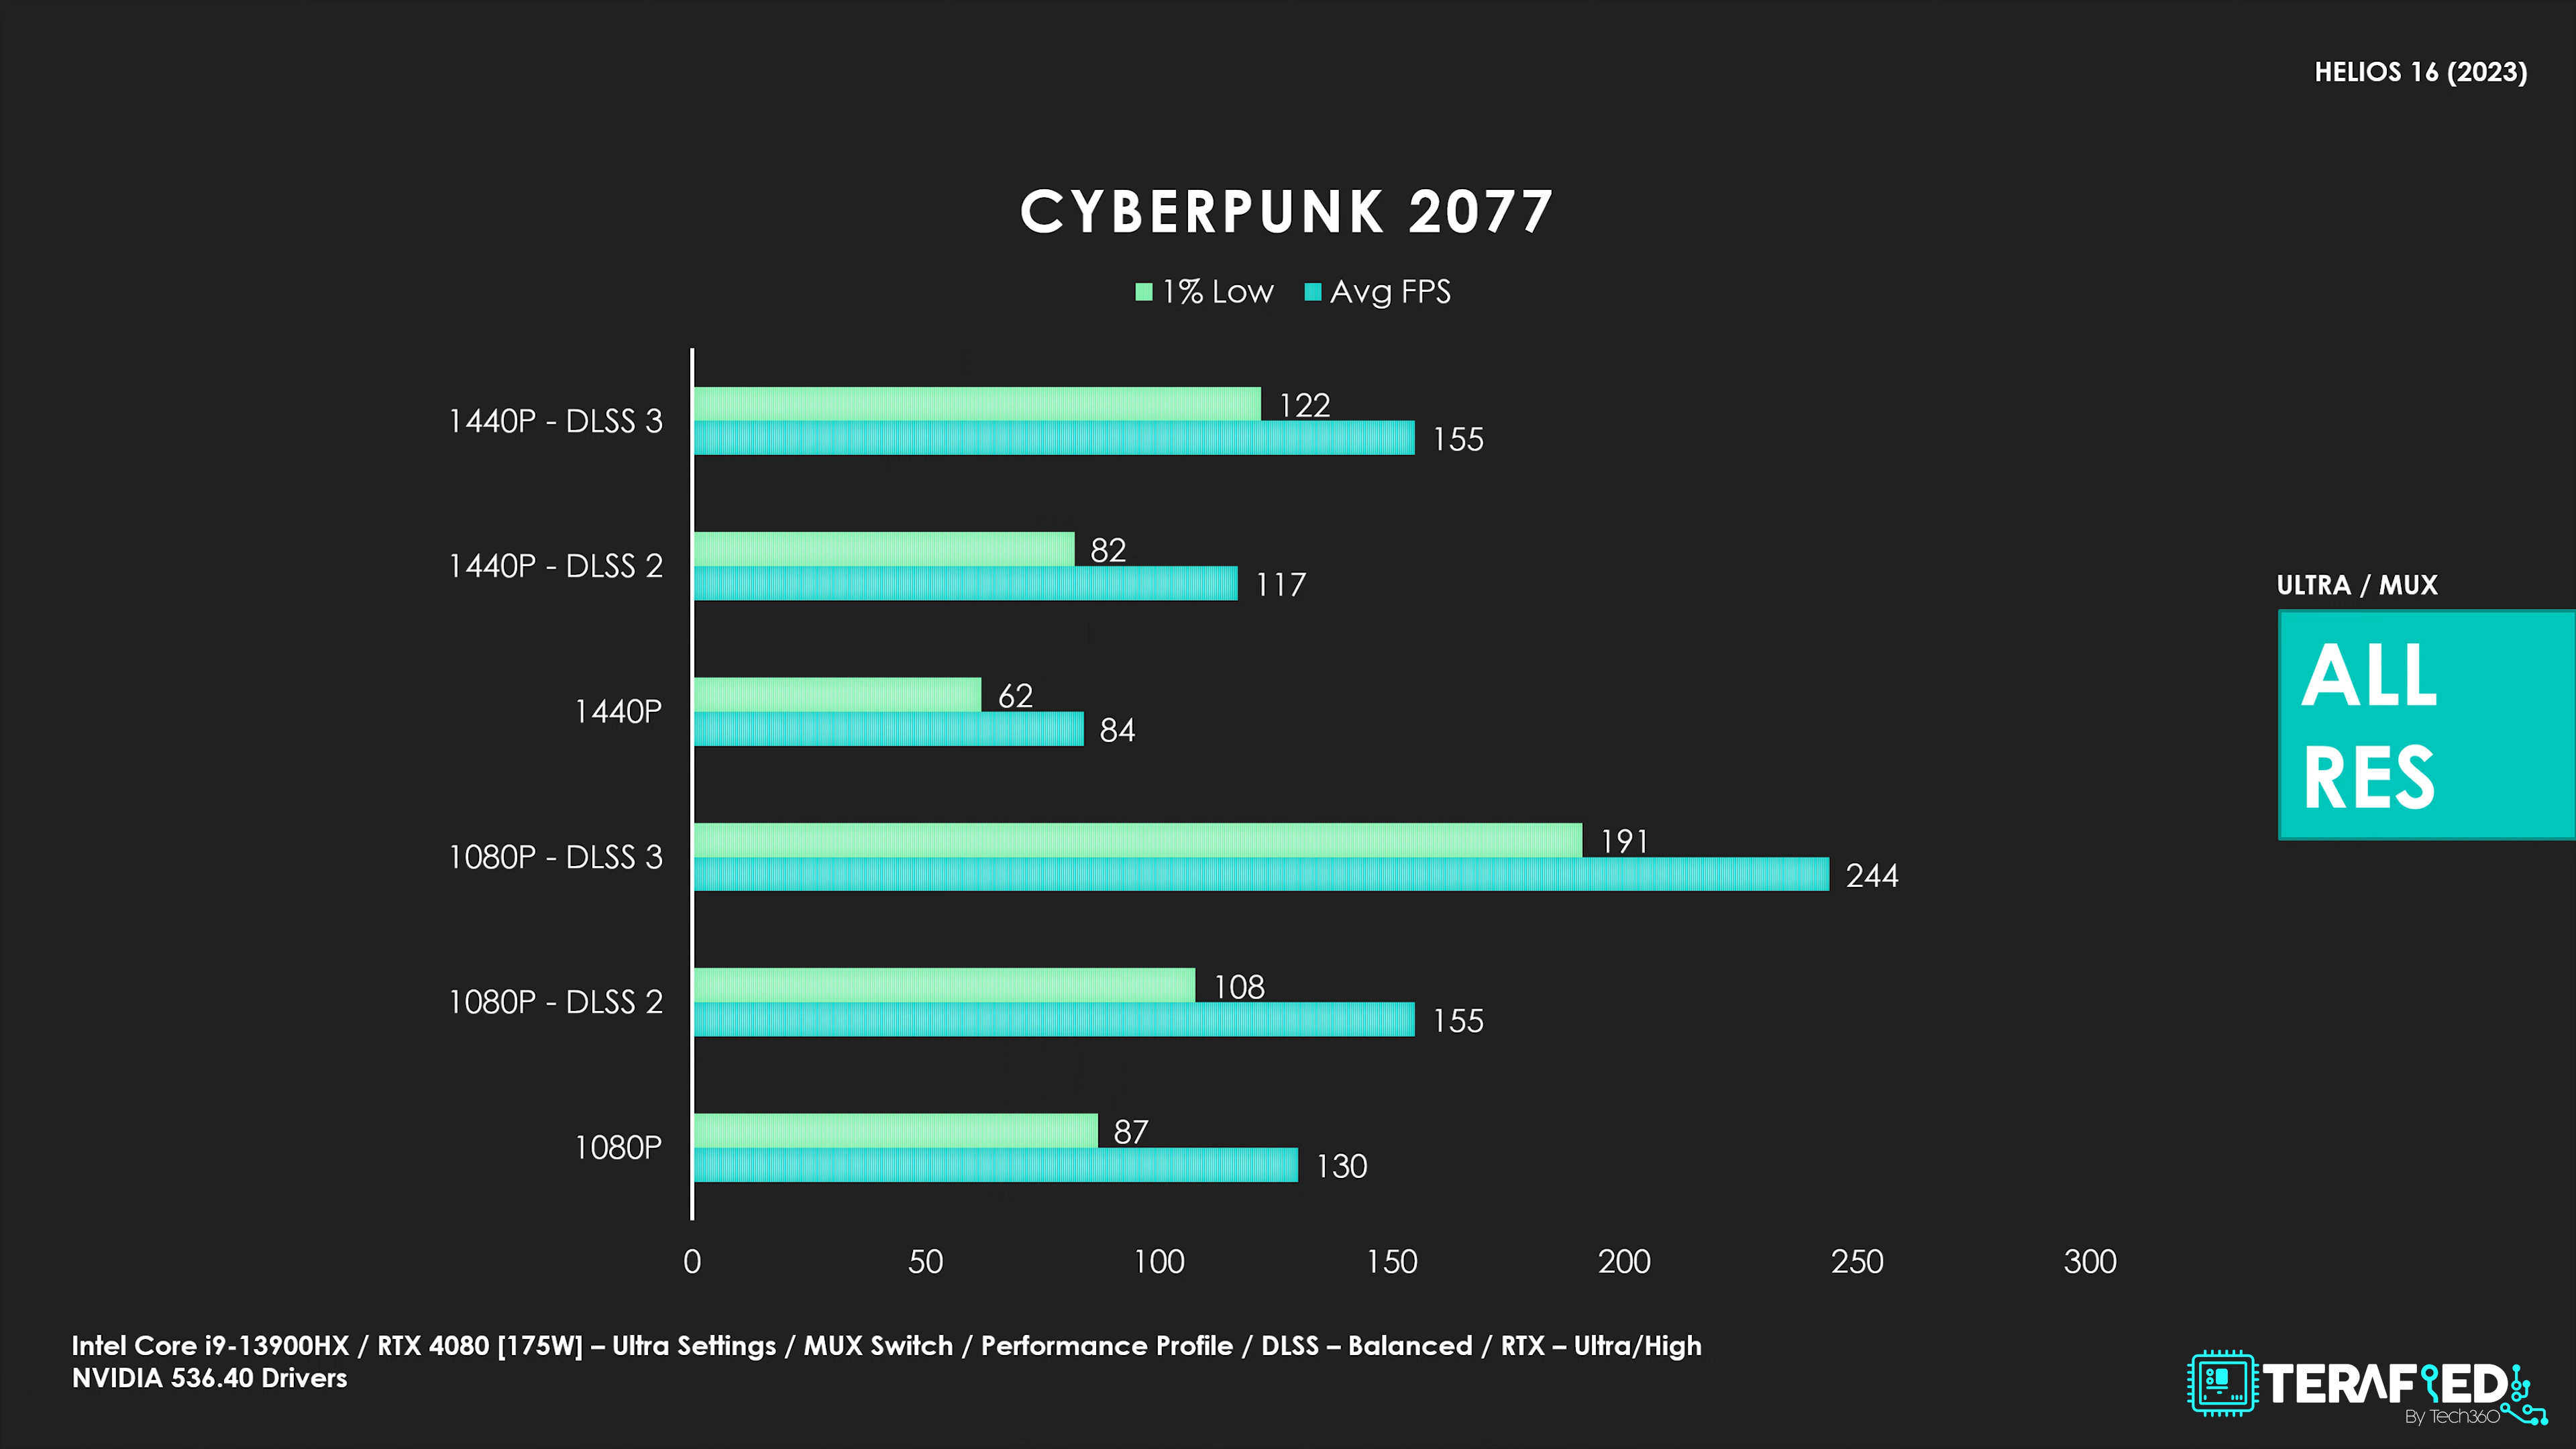 HELIOS 16 (2023)
CYBERPUNK 2077
1% Low Avg FPS
1440P - DLSS 3
122
155
1440P - DLSS 2
82
117
1440P
62
84
1080P - DLSS 3
191
244
1080P - DLSS 2
108
155
1080P
87
130
0 50 100 150 200 250 300
ULTRA / MUX
ALL
RES
Intel Core i9-13900HX / RTX 4080 [175W] – Ultra Settings / MUX Switch / Performance Profile / DLSS – Balanced / RTX – Ultra/High
NVIDIA 536.40 Drivers
TERAFIED
By Tech360